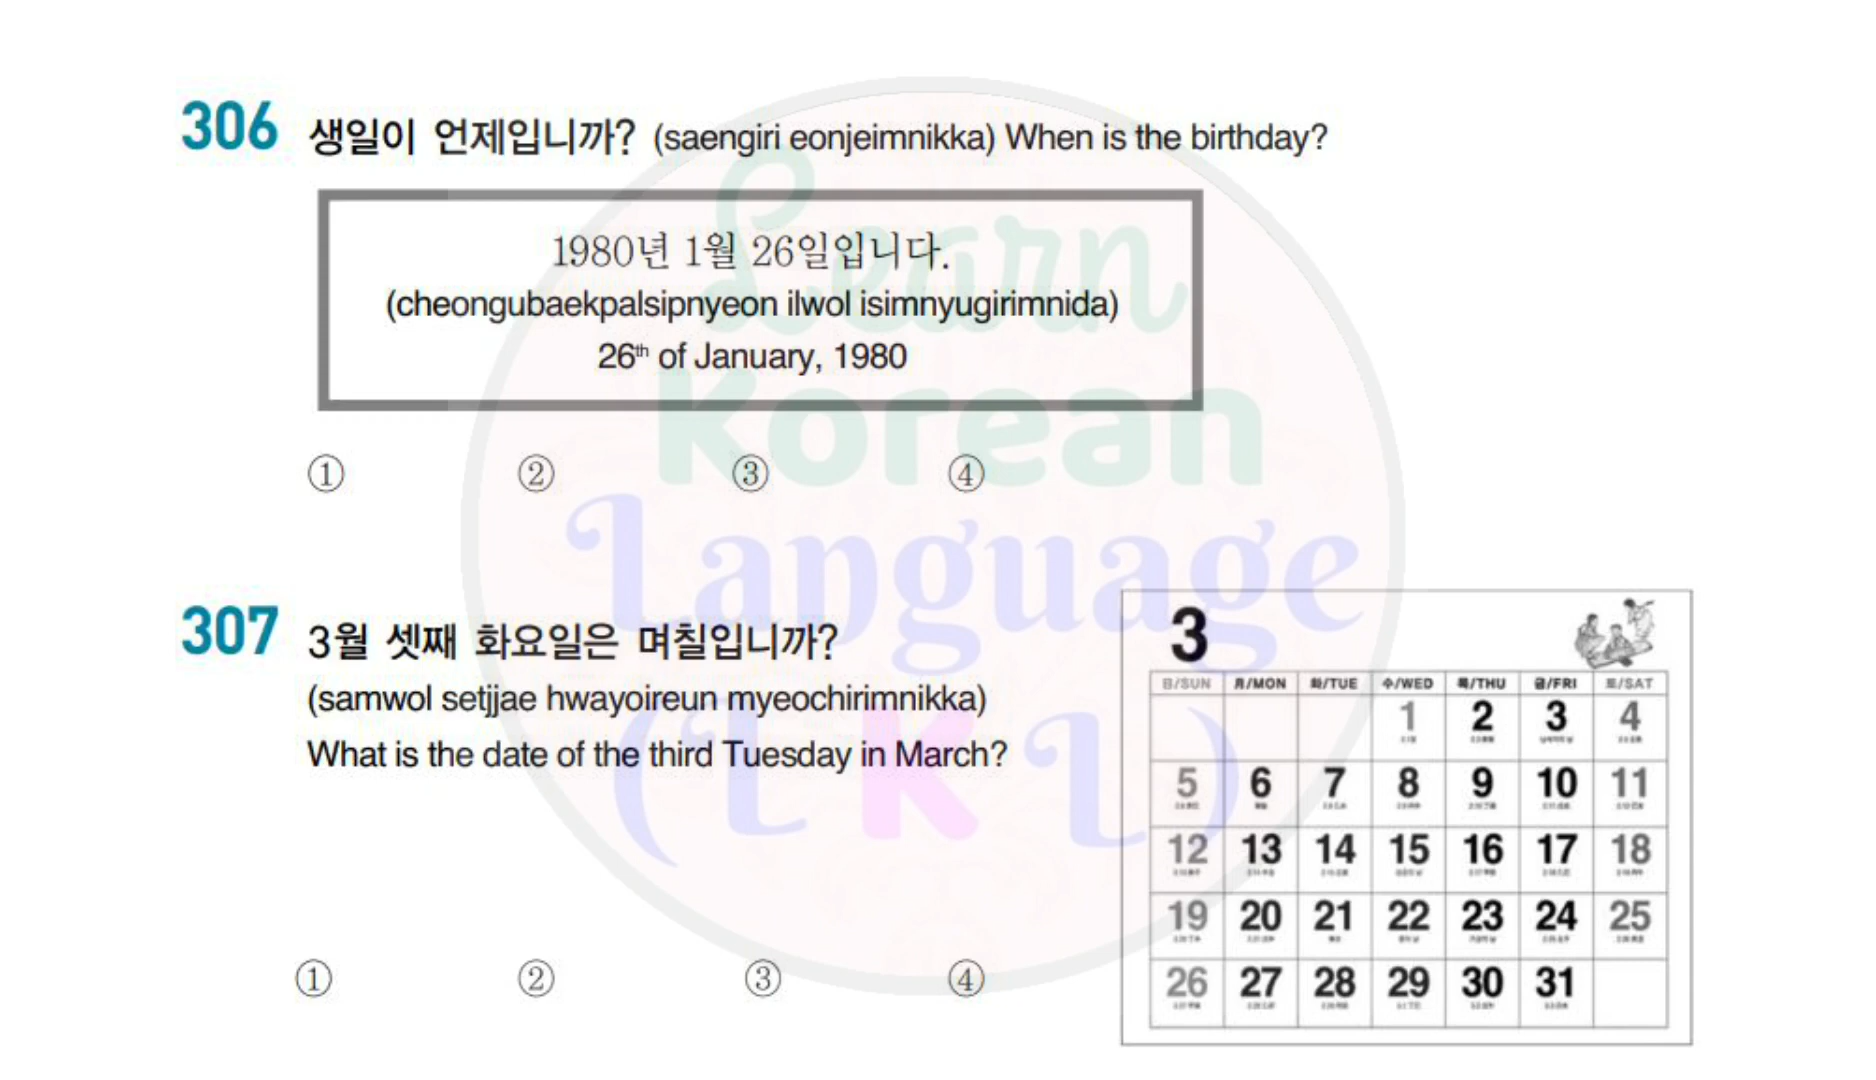 306 생일이 언제입니까? (saengiri eonjeimnikka) When is the birthday?
1980년 1월 26일입니다.
(cheongubaekpalsipnyeon ilwol isimnyugirimnida)
26th of January, 1980
① ② ③ ④
307 3월 셋째 화요일은 며칠입니까?
(samwol setjjae hwayoireun myeochirimnikka)
What is the date of the third Tuesday in March?
① ② ③ ④
3
日/SUN 月/MON 화/TUE 수/WED 목/THU 금/FRI 토/SAT
1 2 3 4
5 6 7 8 9 10 11
12 13 14 15 16 17 18
19 20 21 22 23 24 25
26 27 28 29 30 31
Learn
Korean
Language
(LKL)